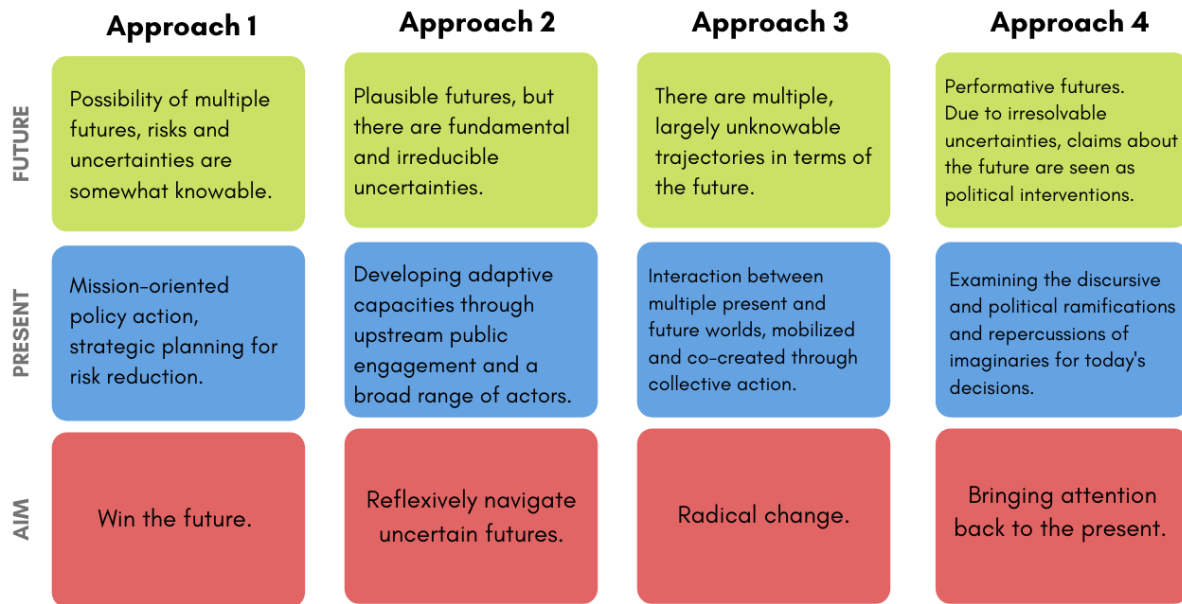 Approach 1
Approach 2
Approach 3
Approach 4
FUTURE
Possibility of multiple
futures, risks and
uncertainties are
somewhat knowable.
Plausible futures, but
there are fundamental
and irreducible
uncertainties.
There are multiple,
largely unknowable
trajectories in terms of
the future.
Performative futures.
Due to irresolvable
uncertainties, claims about
the future are seen as
political interventions.
PRESENT
Mission-oriented
policy action,
strategic planning for
risk reduction.
Developing adaptive
capacities through
upstream public
engagement and a
broad range of actors.
Interaction between
multiple present and
future worlds, mobilized
and co-created through
collective action.
Examining the discursive
and political ramifications
and repercussions of
imaginaries for today's
decisions.
AIM
Win the future.
Reflexively navigate
uncertain futures.
Radical change.
Bringing attention
back to the present.